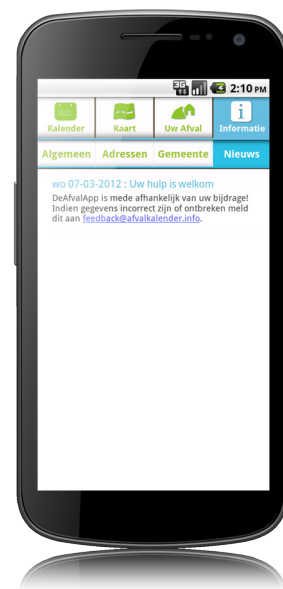 3G 2:10 PM
Kalender Kaart Uw Afval Informatie
Algemeen Adressen Gemeente Nieuws
wo 07-03-2012 : Uw hulp is welkom
DeAfvalApp is mede afhankelijk van uw bijdrage!
Indien gegevens incorrect zijn of ontbreken meld
dit aan feedback@afvalkalender.info.